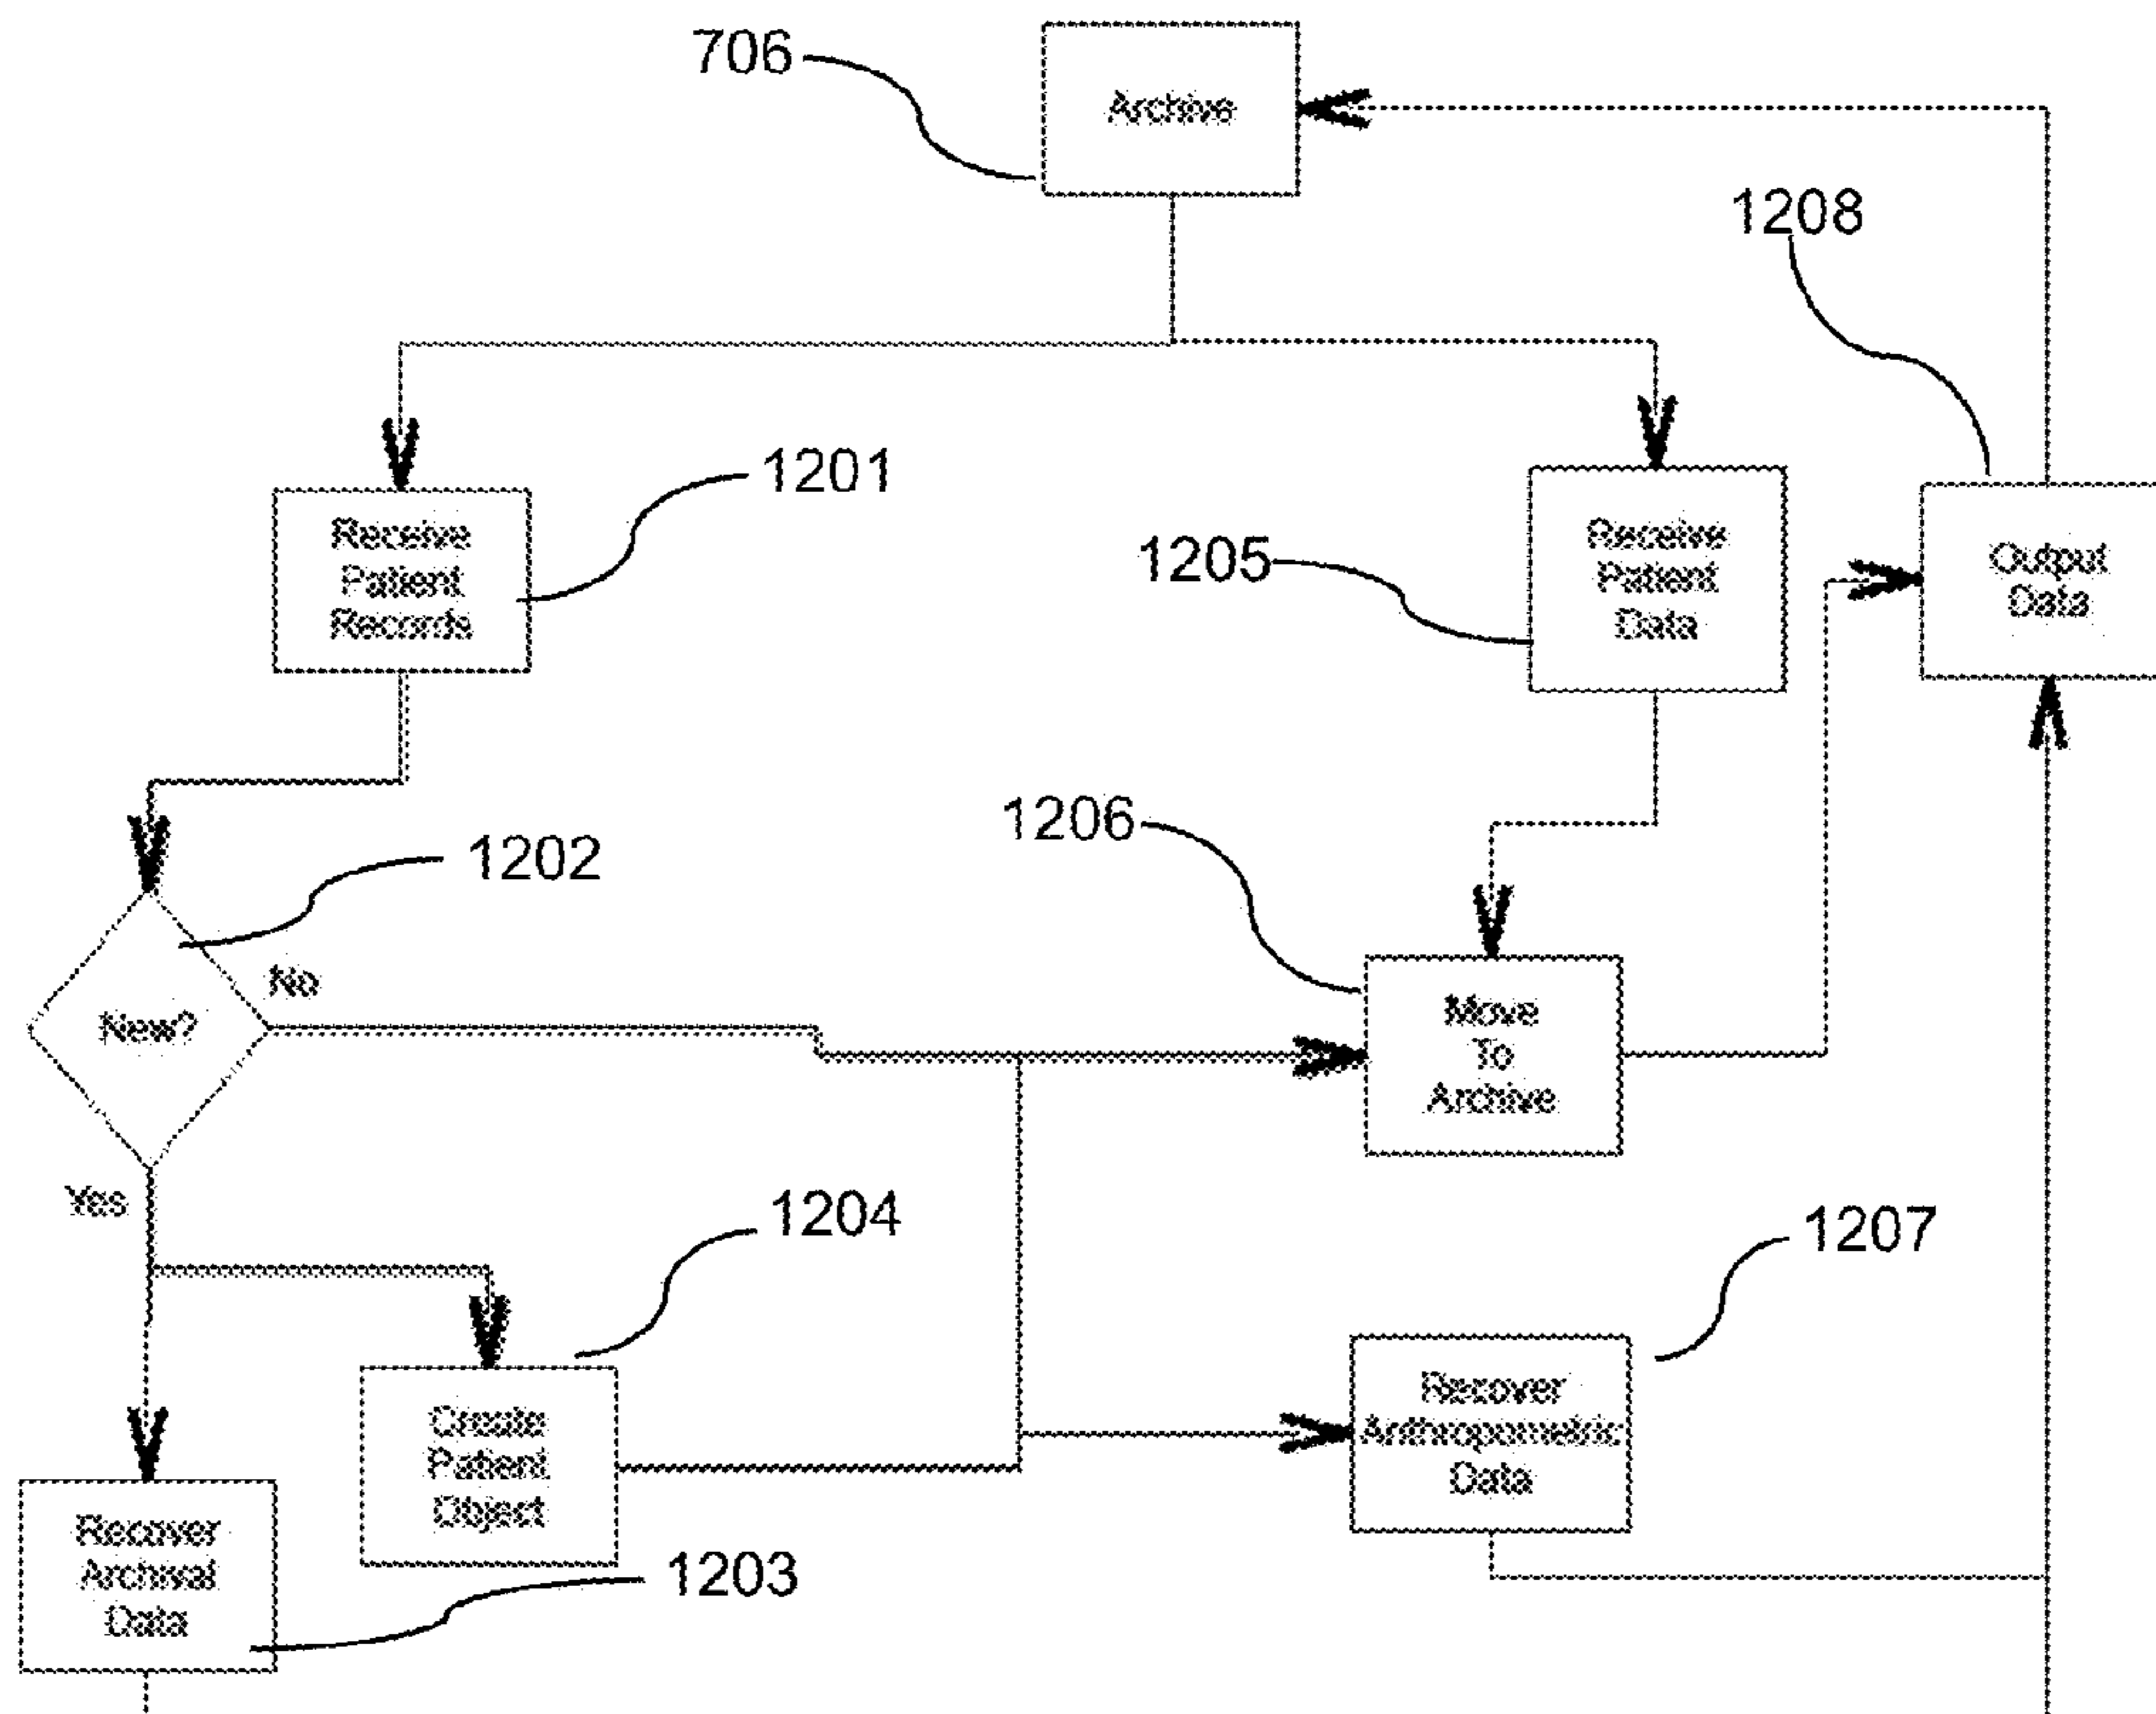 706
Archive
1208
1201
Receive
Patient
Records
1205
Receive
Patient
Data
Output
Data
1206
1202
No
New?
Move
To
Archive
Yes
1204
1207
Create
Patient
Object
Recover
Anthropometric
Data
Recover
Archival
Data
1203